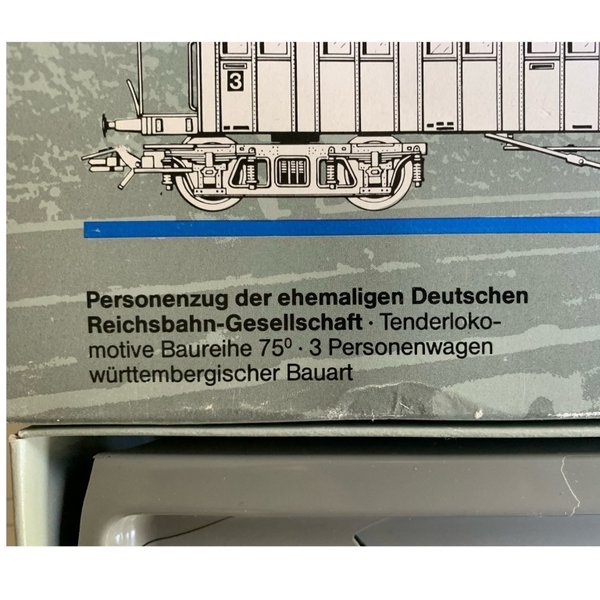 3
Personenzug der ehemaligen Deutschen
Reichsbahn-Gesellschaft · Tenderloko-
motive Baureihe 75⁰ · 3 Personenwagen
württembergischer Bauart